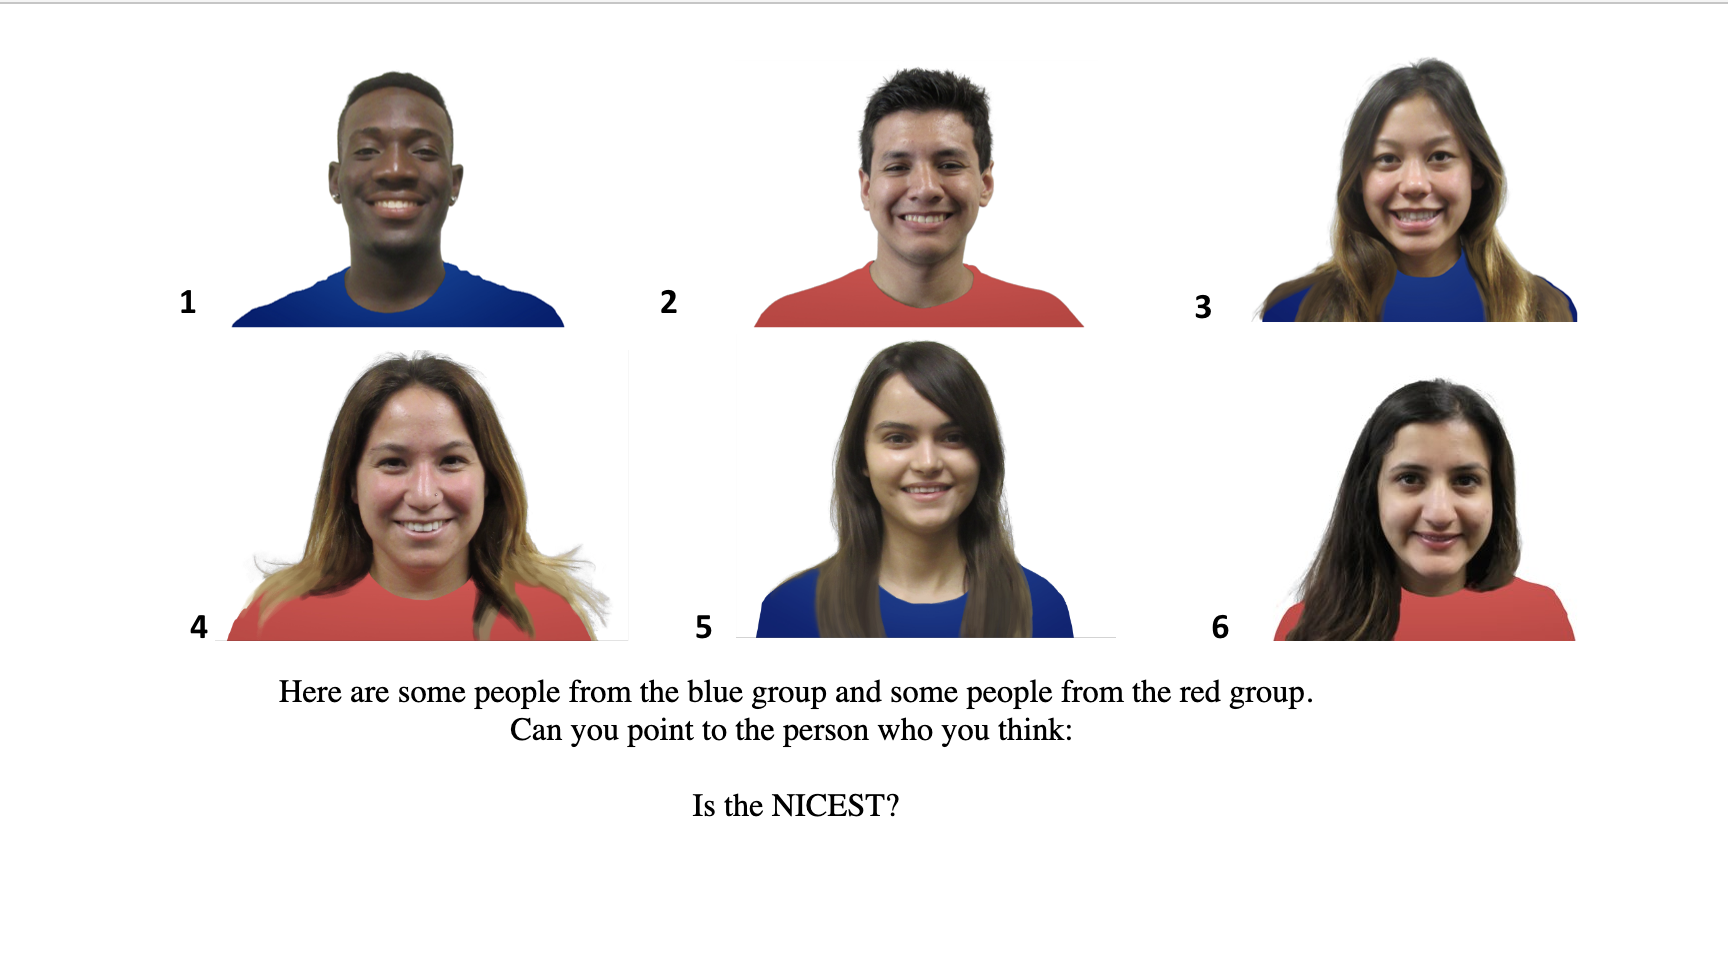 1
2
3
4
5
6
Here are some people from the blue group and some people from the red group.
Can you point to the person who you think:
Is the NICEST?